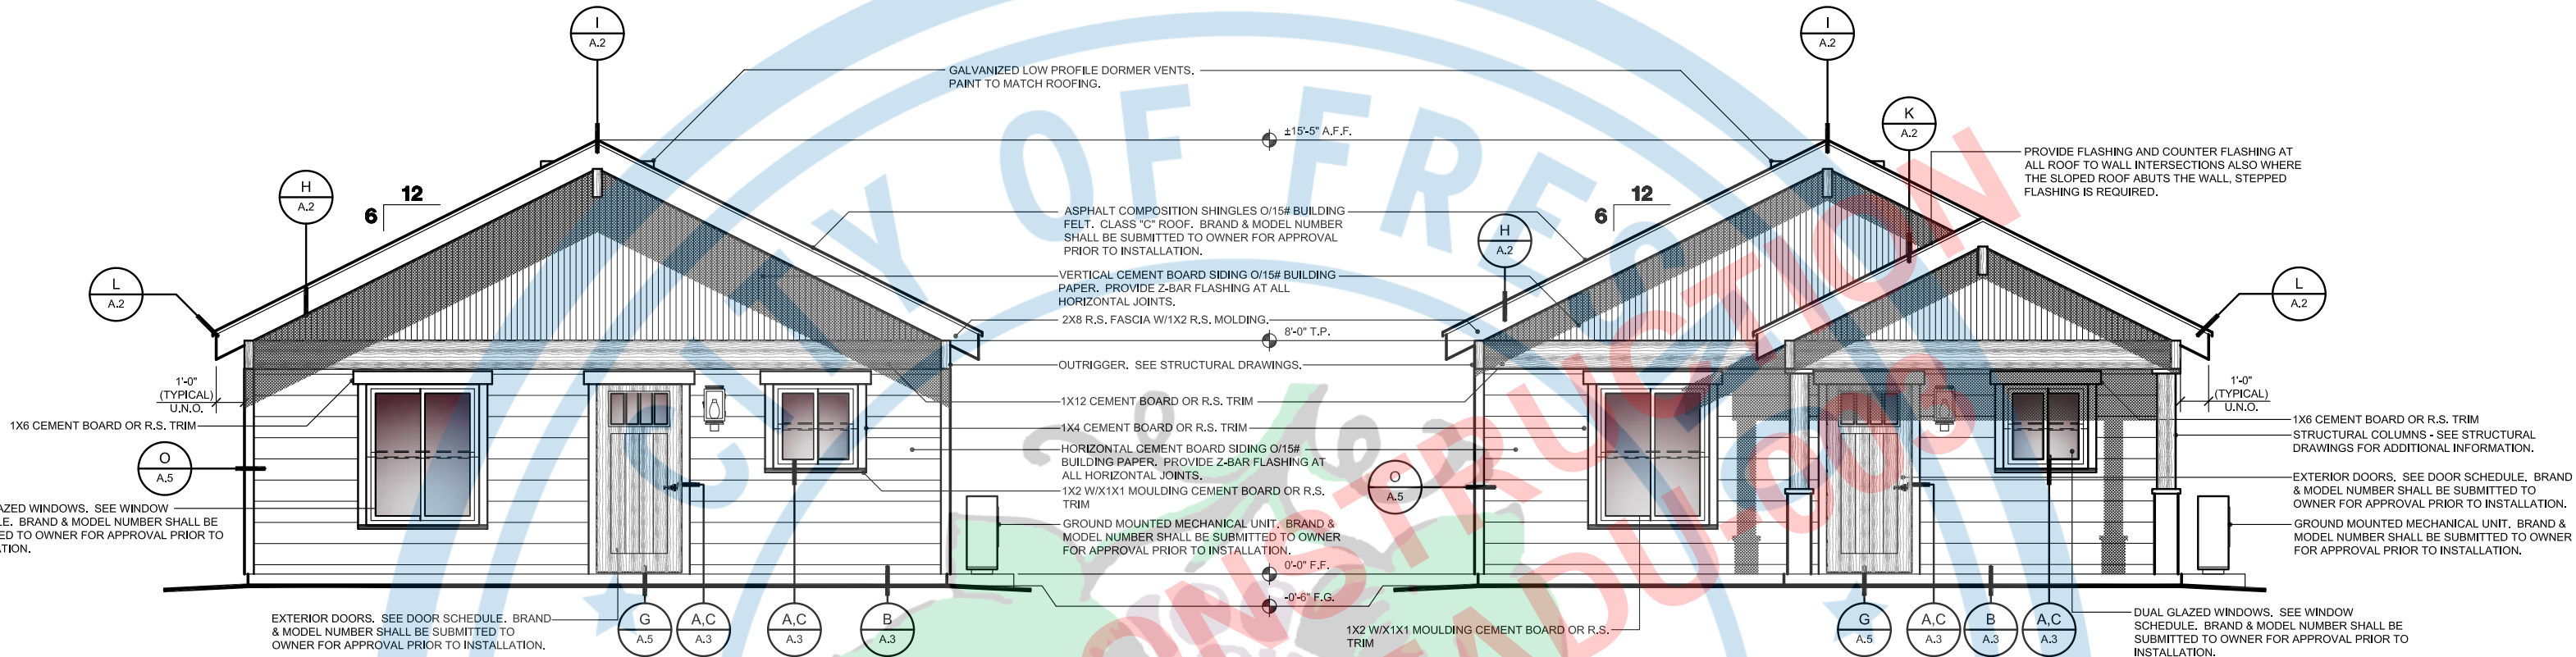 I
A.2
I
A.2
GALVANIZED LOW PROFILE DORMER VENTS.
PAINT TO MATCH ROOFING.
K
A.2
±15'-5" A.F.F.
PROVIDE FLASHING AND COUNTER FLASHING AT
ALL ROOF TO WALL INTERSECTIONS ALSO WHERE
THE SLOPED ROOF ABUTS THE WALL, STEPPED
FLASHING IS REQUIRED.
H
A.2
12
6
12
6
ASPHALT COMPOSITION SHINGLES O/15# BUILDING
FELT. CLASS "C" ROOF. BRAND & MODEL NUMBER
SHALL BE SUBMITTED TO OWNER FOR APPROVAL
PRIOR TO INSTALLATION.
H
A.2
L
A.2
VERTICAL CEMENT BOARD SIDING O/15# BUILDING
PAPER. PROVIDE Z-BAR FLASHING AT ALL
HORIZONTAL JOINTS.
L
A.2
2X8 R.S. FASCIA W/1X2 R.S. MOLDING.
8'-0" T.P.
OUTRIGGER. SEE STRUCTURAL DRAWINGS.
1'-0"
(TYPICAL)
U.N.O.
1'-0"
(TYPICAL)
U.N.O.
1X12 CEMENT BOARD OR R.S. TRIM
1X6 CEMENT BOARD OR R.S. TRIM
1X4 CEMENT BOARD OR R.S. TRIM
1X6 CEMENT BOARD OR R.S. TRIM
STRUCTURAL COLUMNS - SEE STRUCTURAL
DRAWINGS FOR ADDITIONAL INFORMATION.
HORIZONTAL CEMENT BOARD SIDING O/15#
BUILDING PAPER. PROVIDE Z-BAR FLASHING AT
ALL HORIZONTAL JOINTS.
O
A.5
O
A.5
1X2 W/X1X1 MOULDING CEMENT BOARD OR R.S.
TRIM
EXTERIOR DOORS. SEE DOOR SCHEDULE. BRAND
& MODEL NUMBER SHALL BE SUBMITTED TO
OWNER FOR APPROVAL PRIOR TO INSTALLATION.
AZED WINDOWS. SEE WINDOW
LE. BRAND & MODEL NUMBER SHALL BE
ED TO OWNER FOR APPROVAL PRIOR TO
ATION.
GROUND MOUNTED MECHANICAL UNIT. BRAND &
MODEL NUMBER SHALL BE SUBMITTED TO OWNER
FOR APPROVAL PRIOR TO INSTALLATION.
GROUND MOUNTED MECHANICAL UNIT. BRAND &
MODEL NUMBER SHALL BE SUBMITTED TO OWNER
FOR APPROVAL PRIOR TO INSTALLATION.
0'-0" F.F.
-0'-6" F.G.
EXTERIOR DOORS. SEE DOOR SCHEDULE. BRAND
& MODEL NUMBER SHALL BE SUBMITTED TO
OWNER FOR APPROVAL PRIOR TO INSTALLATION.
G
A.5
A,C
A.3
A,C
A.3
B
A.3
1X2 W/X1X1 MOULDING CEMENT BOARD OR R.S.
TRIM
G
A.5
A,C
A.3
B
A.3
A,C
A.3
DUAL GLAZED WINDOWS. SEE WINDOW
SCHEDULE. BRAND & MODEL NUMBER SHALL BE
SUBMITTED TO OWNER FOR APPROVAL PRIOR TO
INSTALLATION.
CITY OF FRES
ONSTRUCTION
EADU-003